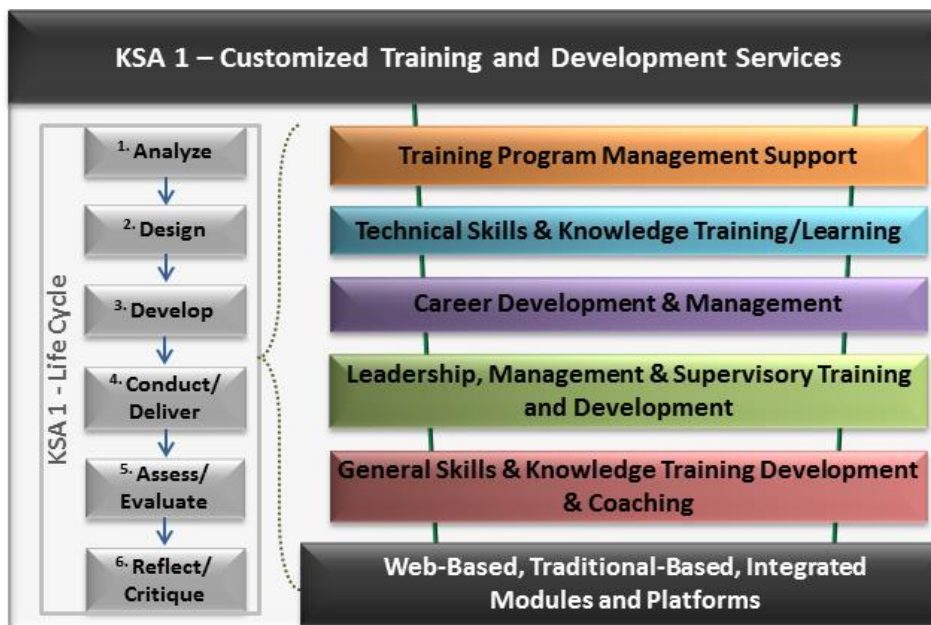 KSA 1 – Customized Training and Development Services
KSA 1 - Life Cycle
1. Analyze
2. Design
3. Develop
4. Conduct/
Deliver
5. Assess/
Evaluate
6. Reflect/
Critique
Training Program Management Support
Technical Skills & Knowledge Training/Learning
Career Development & Management
Leadership, Management & Supervisory Training
and Development
General Skills & Knowledge Training Development
& Coaching
Web-Based, Traditional-Based, Integrated
Modules and Platforms